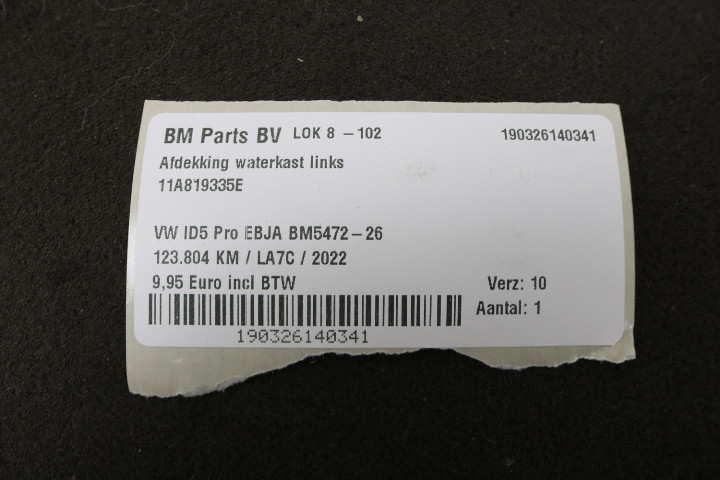 BM Parts BV LOK 8 - 102 190326140341
Afdekking waterkast links
11A819335E
VW ID5 Pro EBJA BM5472-26
123.804 KM / LA7C / 2022
9,95 Euro incl BTW Verz: 10
Aantal: 1
190326140341